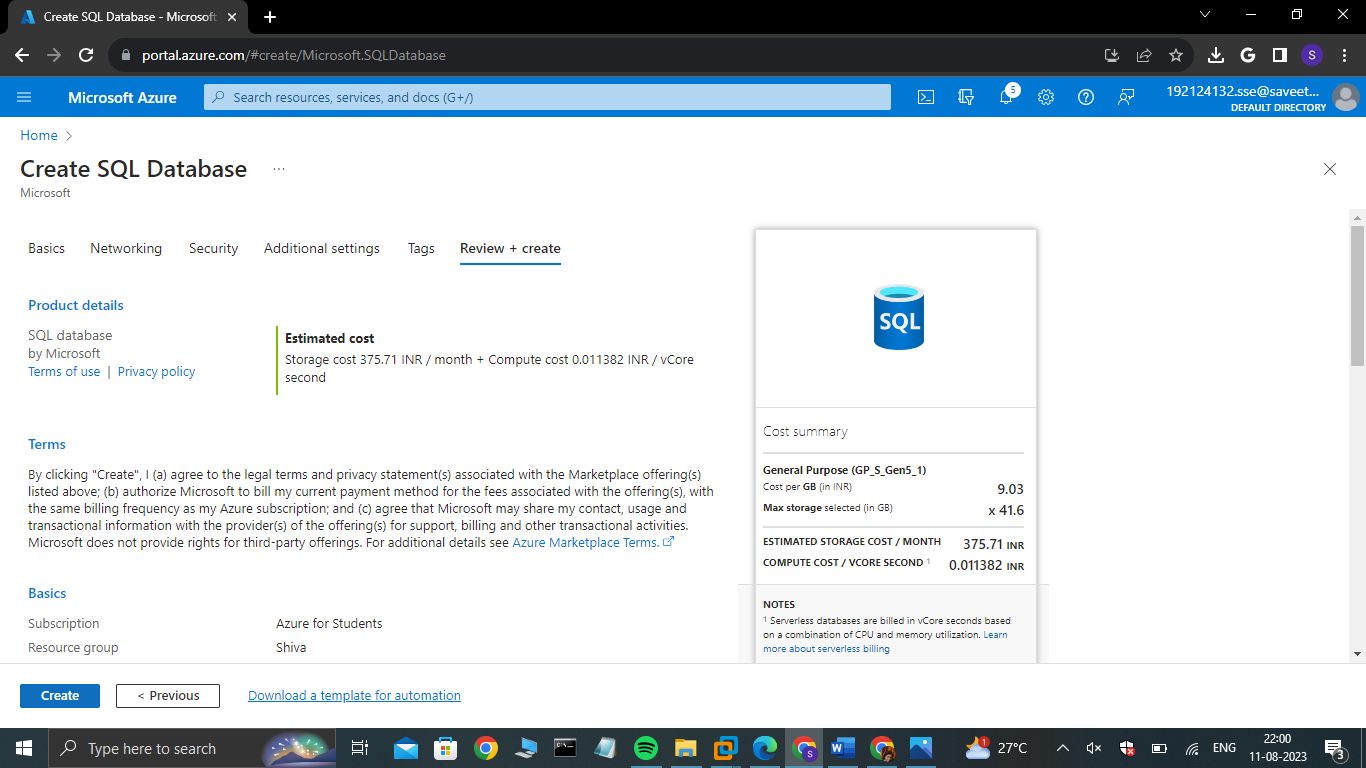 Create SQL Database - Microsoft
portal.azure.com/#create/Microsoft.SQLDatabase
S
Microsoft Azure
Search resources, services, and docs (G+/)
5
192124132.sse@saveet...
DEFAULT DIRECTORY
Home
Create SQL Database
...
Microsoft
Basics
Networking
Security
Additional settings
Tags
Review + create
Product details
SQL database
by Microsoft
Terms of use | Privacy policy
Estimated cost
Storage cost 375.71 INR / month + Compute cost 0.011382 INR / vCore
second
Terms
By clicking "Create", I (a) agree to the legal terms and privacy statement(s) associated with the Marketplace offering(s)
listed above; (b) authorize Microsoft to bill my current payment method for the fees associated with the offering(s), with
the same billing frequency as my Azure subscription; and (c) agree that Microsoft may share my contact, usage and
transactional information with the provider(s) of the offering(s) for support, billing and other transactional activities.
Microsoft does not provide rights for third-party offerings. For additional details see Azure Marketplace Terms.
Basics
Subscription Azure for Students
Resource group Shiva
SQL
Cost summary
General Purpose (GP_S_Gen5_1)
Cost per GB (in INR) 9.03
Max storage selected (in GB) x 41.6
ESTIMATED STORAGE COST / MONTH 375.71 INR
COMPUTE COST / VCORE SECOND 1 0.011382 INR
NOTES
1 Serverless databases are billed in vCore seconds based
on a combination of CPU and memory utilization. Learn
more about serverless billing
Create
< Previous
Download a template for automation
Type here to search
1
27°C
ENG
22:00
11-08-2023
3